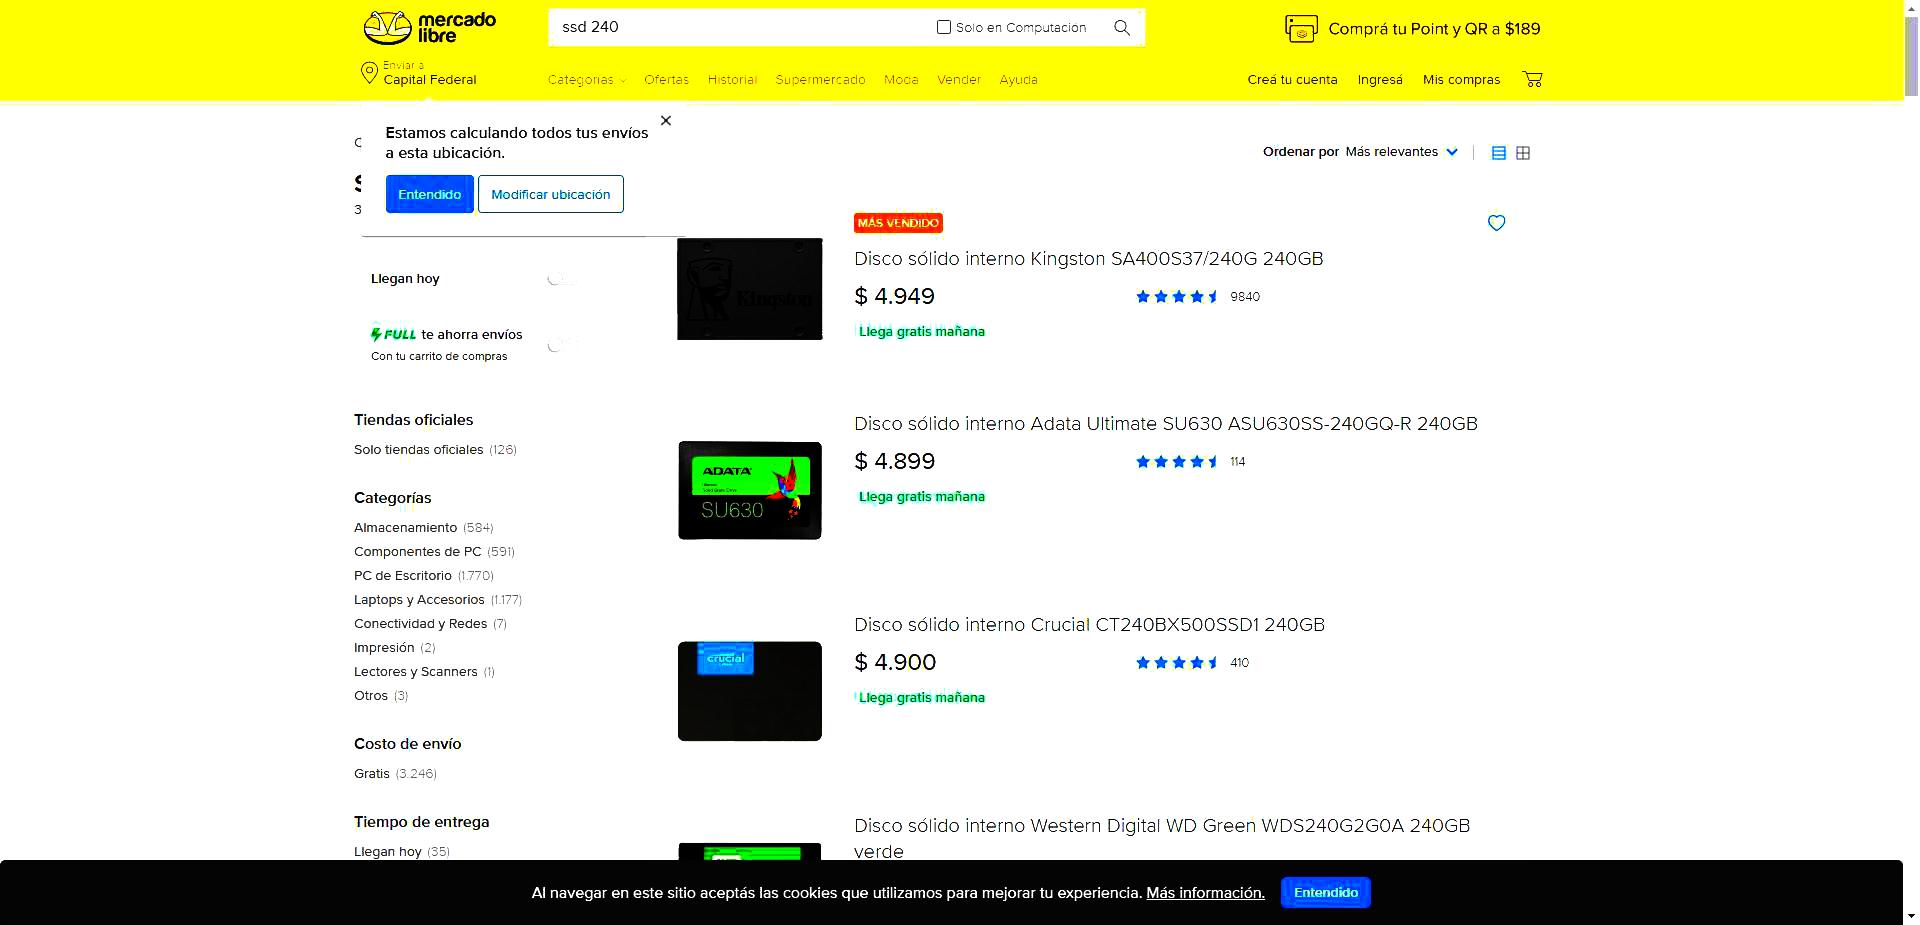 mercado
libre
ssd 240
Solo en Computación
Comprá tu Point y QR a $189
Enviar a
Capital Federal
Categorías
Ofertas
Historial
Supermercado
Moda
Vender
Ayuda
Creá tu cuenta
Ingresá
Mis compras
Estamos calculando todos tus envíos
a esta ubicación.
Entendido
Modificar ubicación
Ordenar por Más relevantes
Llegan hoy
FULL te ahorra envíos
Con tu carrito de compras
Tiendas oficiales
Solo tiendas oficiales (126)
Categorías
Almacenamiento (584)
Componentes de PC (591)
PC de Escritorio (1.770)
Laptops y Accesorios (1.177)
Conectividad y Redes (7)
Impresión (2)
Lectores y Scanners (1)
Otros (3)
Costo de envío
Gratis (3.246)
Tiempo de entrega
Llegan hoy (35)
MÁS VENDIDO
Kingston
Disco sólido interno Kingston SA400S37/240G 240GB
$ 4.949
9840
Llega gratis mañana
ADATA
Ultimate
Solid State Drive
SU630
Disco sólido interno Adata Ultimate SU630 ASU630SS-240GQ-R 240GB
$ 4.899
114
Llega gratis mañana
crucial
Disco sólido interno Crucial CT240BX500SSD1 240GB
$ 4.900
410
Llega gratis mañana
Disco sólido interno Western Digital WD Green WDS240G2G0A 240GB
verde
Al navegar en este sitio aceptás las cookies que utilizamos para mejorar tu experiencia. Más información.
Entendido